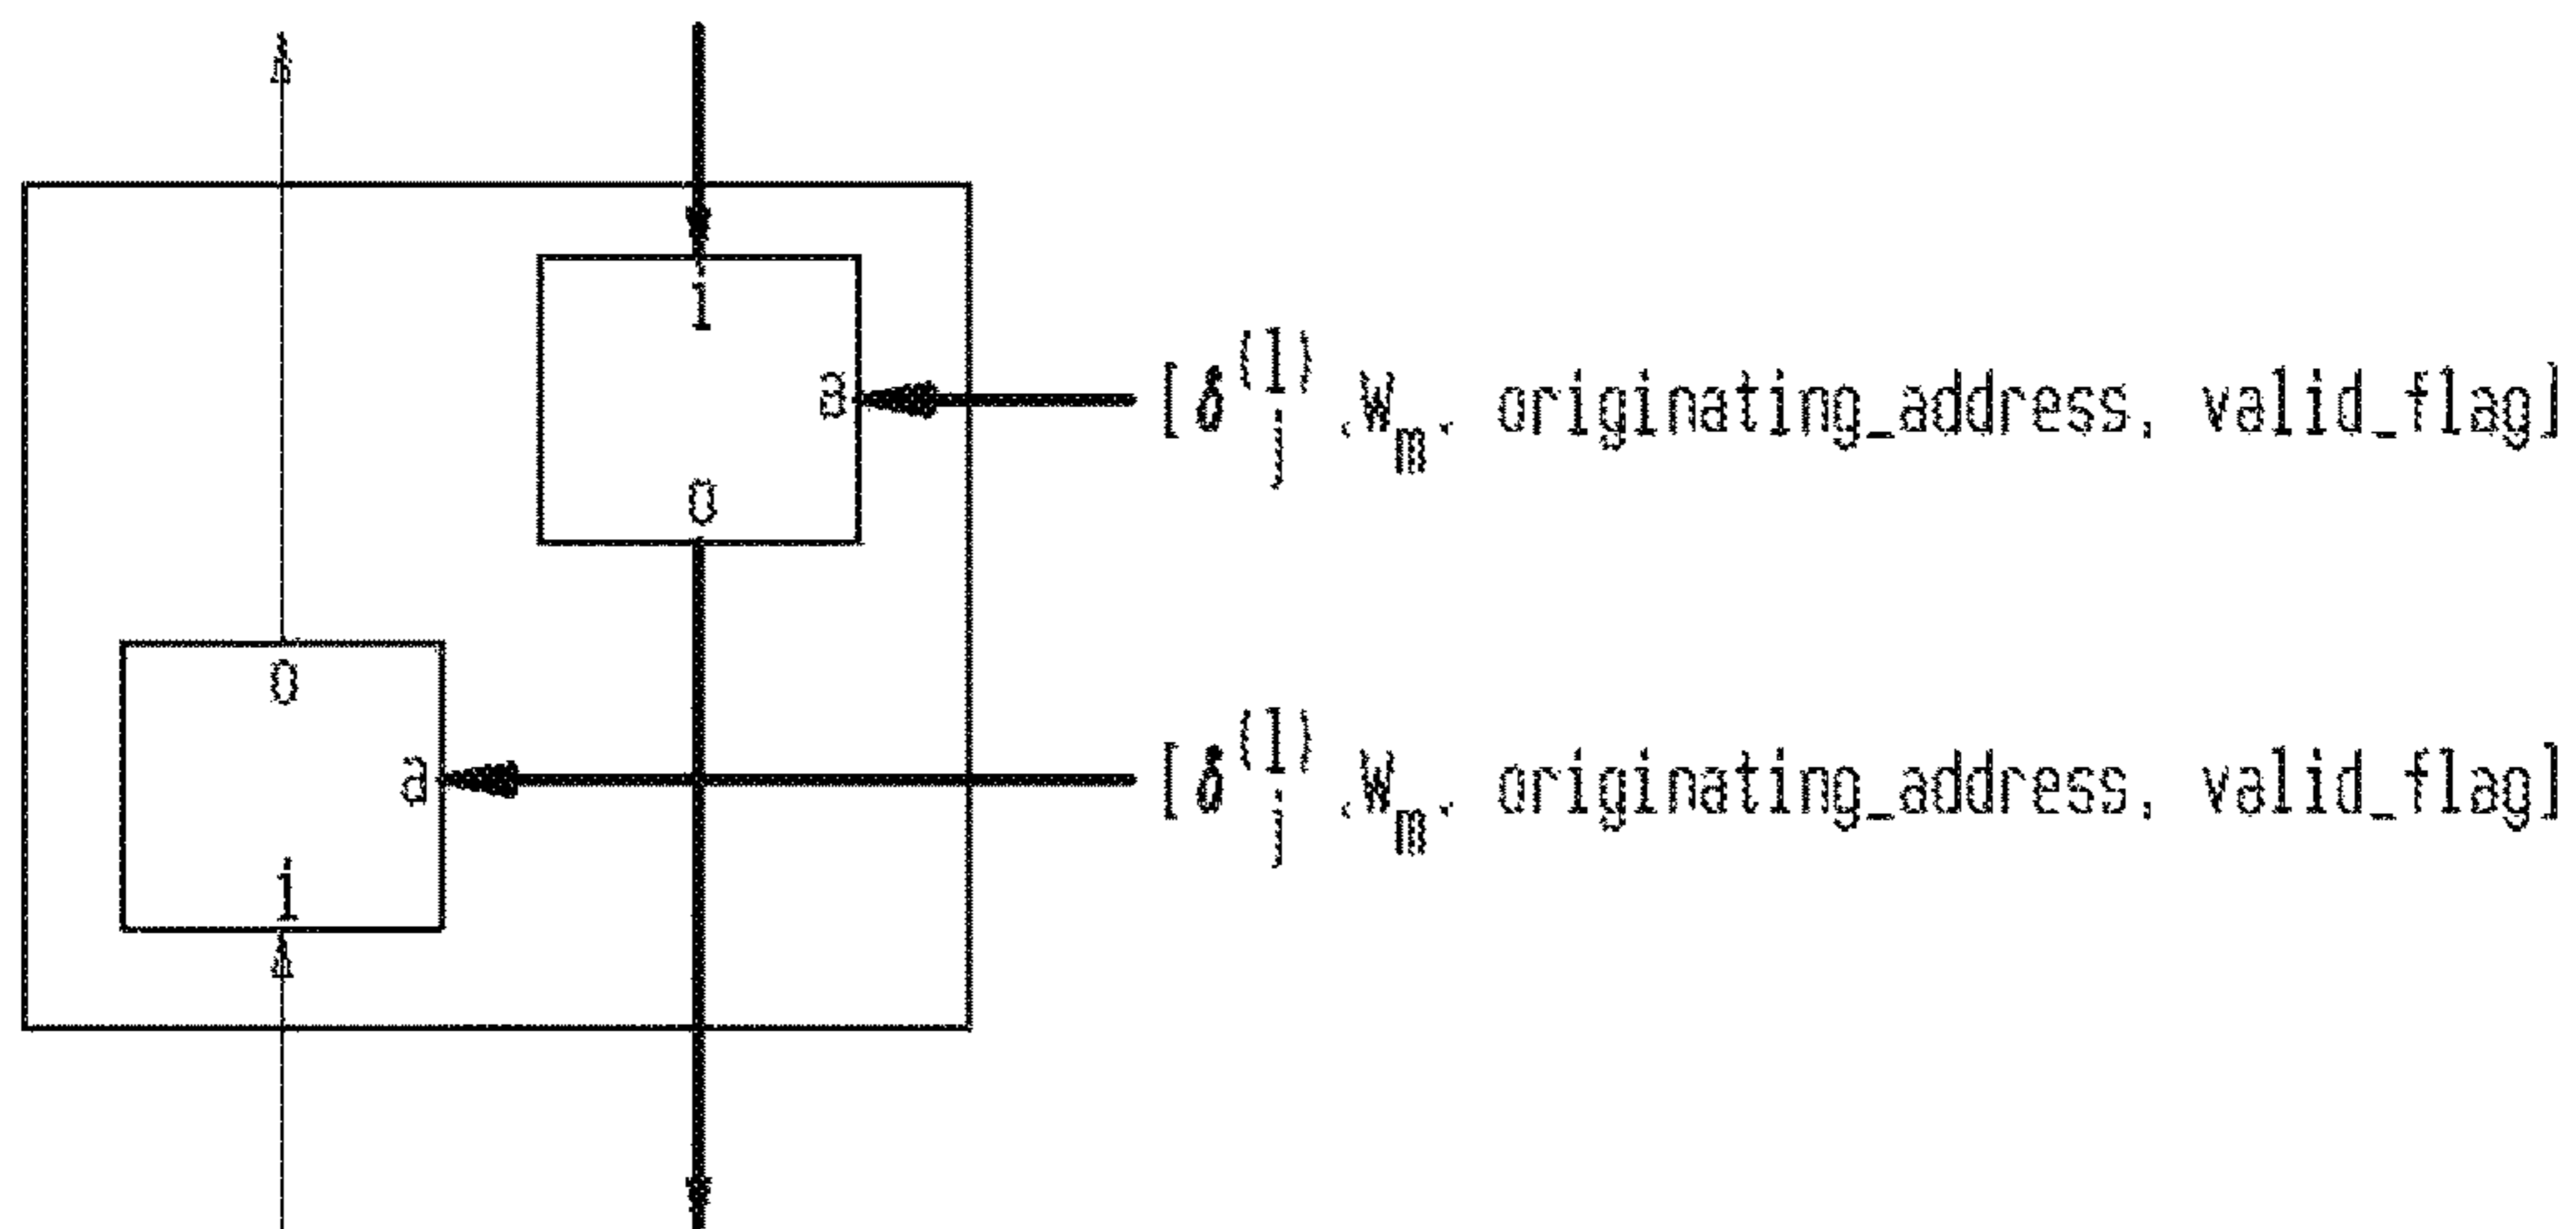 i
a
[δ_j^(l).W_m, originating_address, valid_flag]
o
o
a
[δ_j^(l).W_m, originating_address, valid_flag]
i